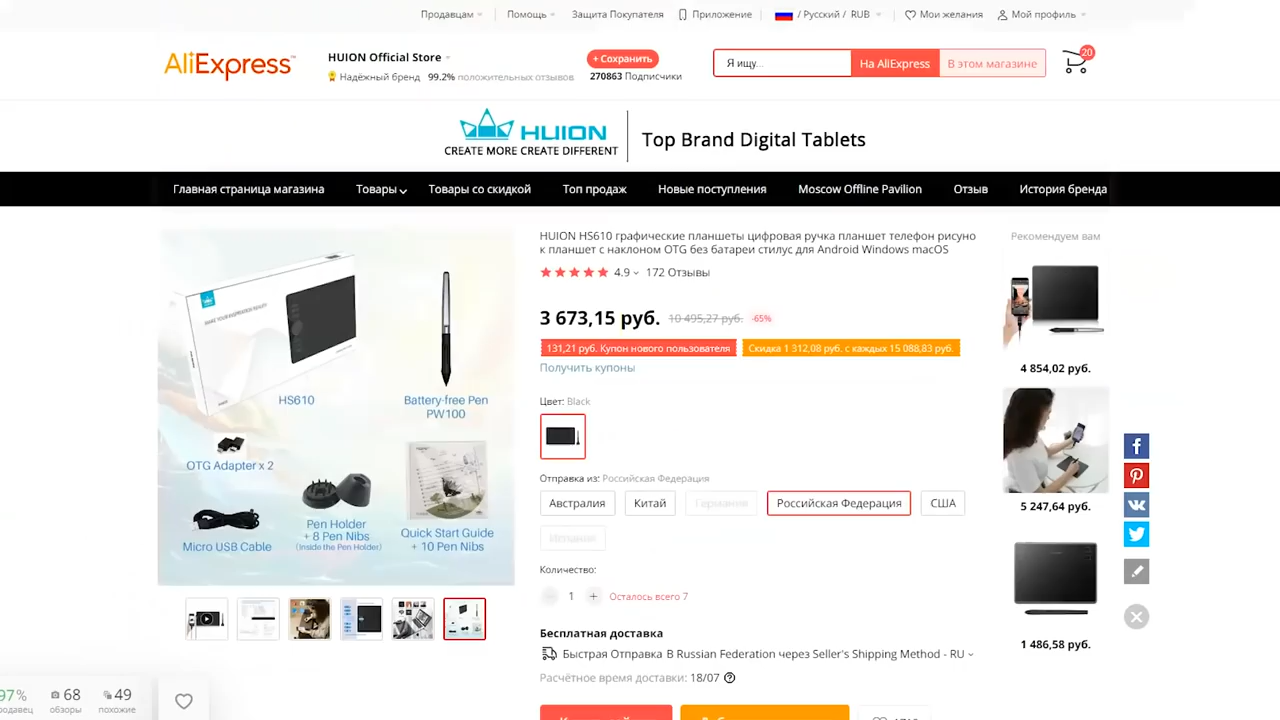 Продавцам
Помощь
Защита Покупателя
Приложение
/ Русский / RUB
Мои желания
Мой профиль
AliExpress™
HUION Official Store
+ Сохранить
Надёжный бренд 99.2% положительных отзывов
270863 Подписчики
Я ищу...
На AliExpress
В этом магазине
20
HUION
CREATE MORE CREATE DIFFERENT
Top Brand Digital Tablets
Главная страница магазина
Товары
Товары со скидкой
Топ продаж
Новые поступления
Moscow Offline Pavilion
Отзыв
История бренда
HS610
Battery-free Pen
PW100
OTG Adapter x 2
Pen Holder
+ 8 Pen Nibs
(Inside the Pen Holder)
Micro USB Cable
Quick Start Guide
+ 10 Pen Nibs
HUION HS610 графические планшеты цифровая ручка планшет телефон рисуно
к планшет с наклоном OTG без батареи стилус для Android Windows macOS
4.9
172 Отзывы
3 673,15 руб.
10 495,27 руб.
-65%
131,21 руб. Купон нового пользователя
Скидка 1 312,08 руб. с каждых 15 088,83 руб.
Получить купоны
Цвет: Black
Отправка из: Российская Федерация
Австралия
Китай
Германия
Российская Федерация
США
Испания
Количество:
1
+
Осталось всего 7
Бесплатная доставка
Быстрая Отправка В Russian Federation через Seller's Shipping Method - RU
Расчётное время доставки: 18/07
Рекомендуем вам
4 854,02 руб.
5 247,64 руб.
1 486,58 руб.
97%
68
обзоры
49
похожие